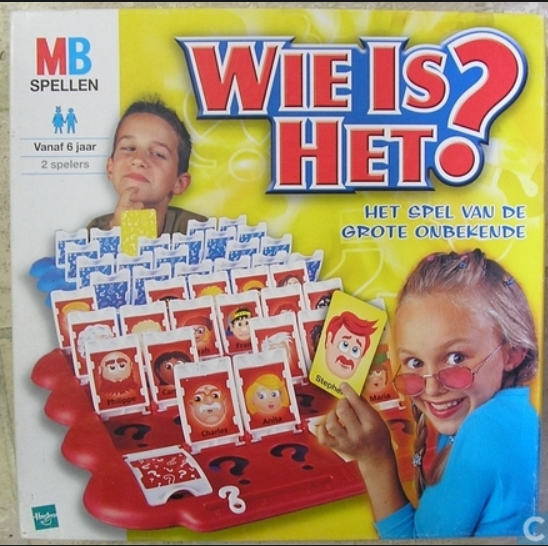 MB
SPELLEN
Vanaf 6 jaar
2 spelers
WIE IS
HET?
HET SPEL VAN DE
GROTE ONBEKENDE
Philippe
Charles
Anita
Maria
Hasbro
C